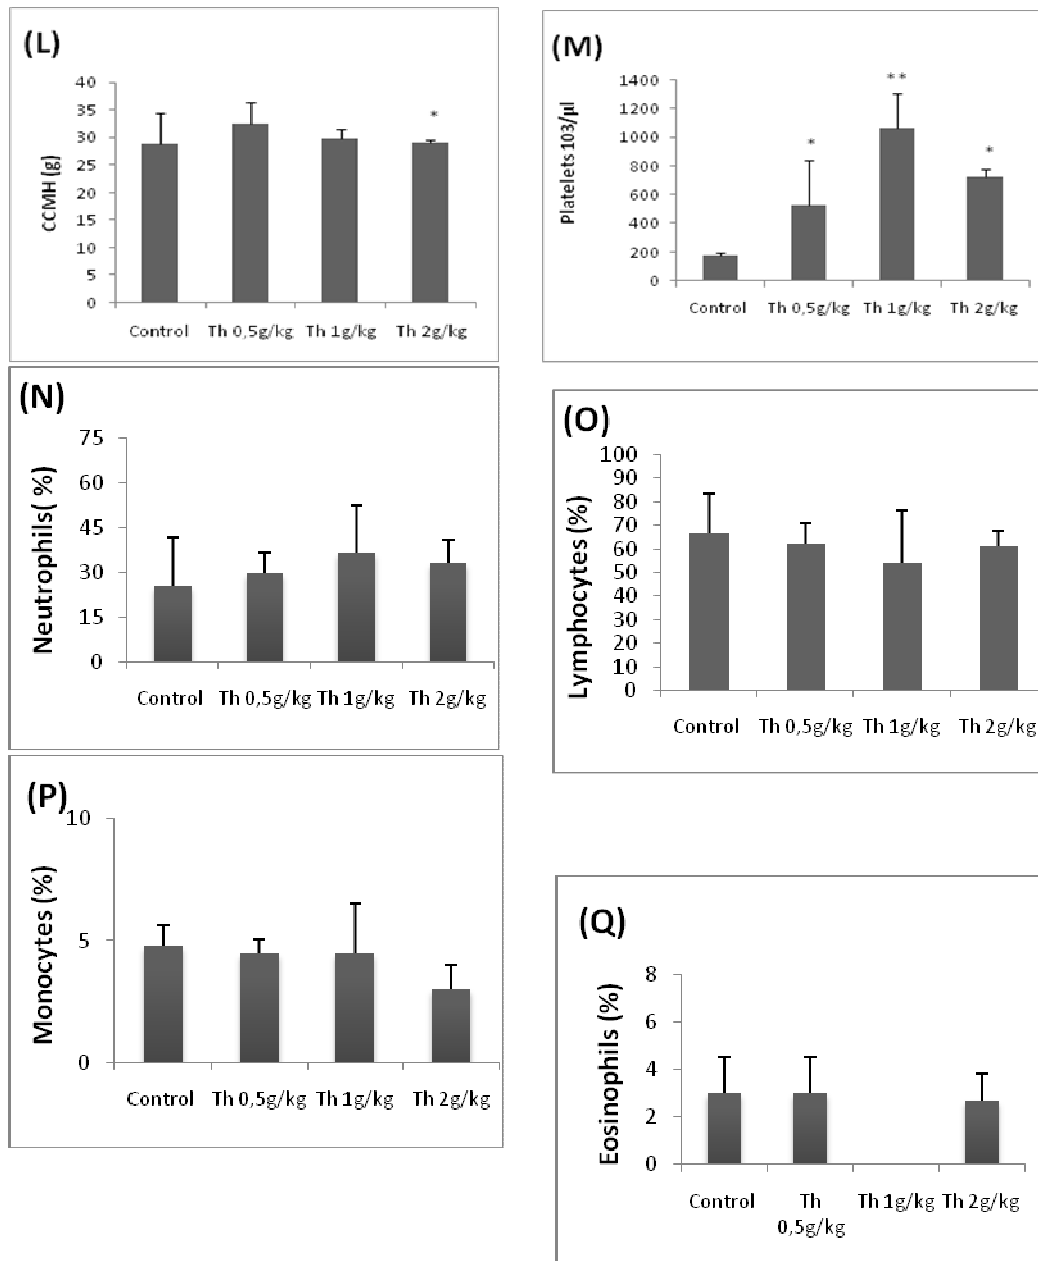 (L)
CCMH (g)
40
35
30
25
20
15
10
5
0
*
Control Th 0,5g/kg Th 1g/kg Th 2g/kg
(M)
Platelets 103/µl
1400
1200
1000
800
600
400
200
0
*
**
*
Control Th 0,5g/kg Th 1g/kg Th 2g/kg
(N)
Neutrophils( %)
75
60
45
30
15
0
Control Th 0,5g/kg Th 1g/kg Th 2g/kg
(O)
Lymphocytes (%)
100
90
80
70
60
50
40
30
20
10
0
Control Th 0,5g/kg Th 1g/kg Th 2g/kg
(P)
Monocytes (%)
10
5
0
Control Th 0,5g/kg Th 1g/kg Th 2g/kg
(Q)
Eosinophils (%)
8
6
4
2
0
Control Th Th 1g/kg Th 2g/kg
0,5g/kg